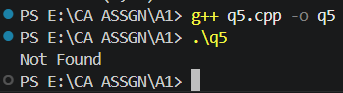 PS E:\CA ASSGN\A1> g++ q5.cpp -o q5
PS E:\CA ASSGN\A1> .\q5
Not Found
PS E:\CA ASSGN\A1>